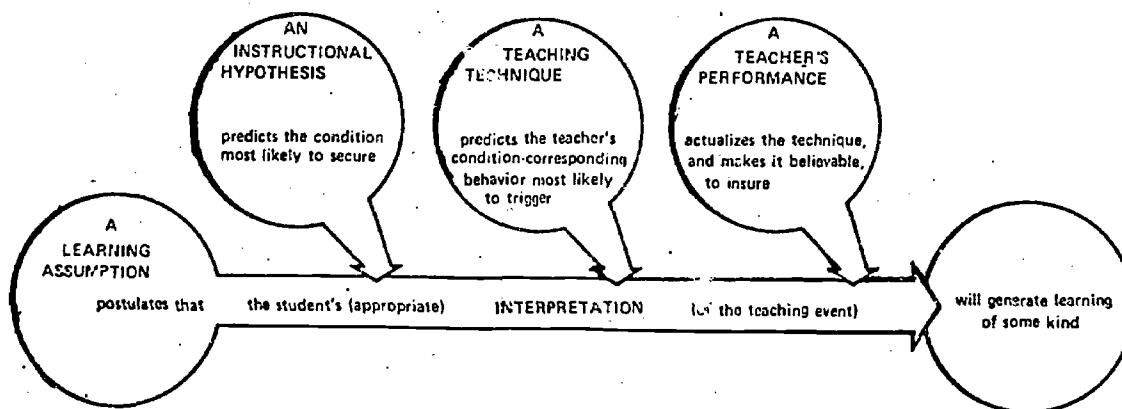 AN
INSTRUCTIONAL
HYPOTHESIS
predicts the condition
most likely to secure
A
TEACHING
TECHNIQUE
predicts the teacher's
condition-corresponding
behavior most likely
to trigger
A
TEACHER'S
PERFORMANCE
actualizes the technique,
and makes it believable,
to insure
A
LEARNING
ASSUMPTION
postulates that the student's (appropriate) INTERPRETATION (of the teaching event)
will generate learning
of some kind